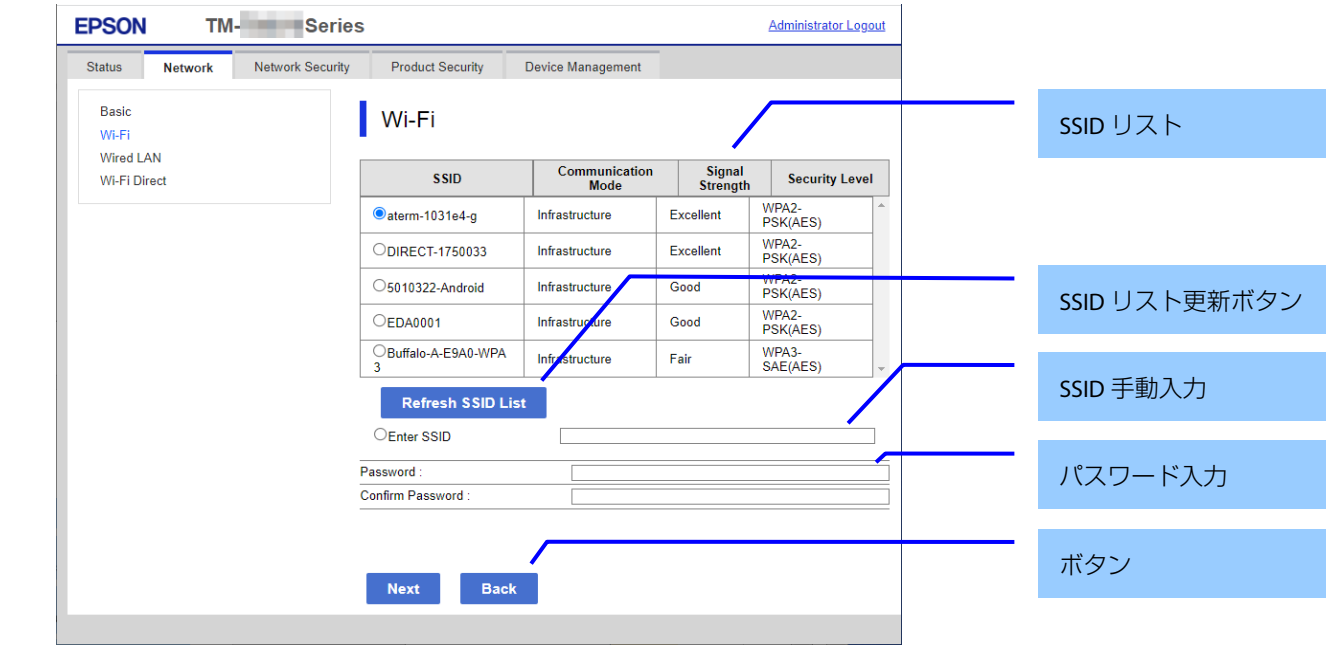 EPSON TM- Series Administrator Logout
Status Network Network Security Product Security Device Management
Basic
Wi-Fi
Wired LAN
Wi-Fi Direct
Wi-Fi
SSID Communication Mode Signal Strength Security Level
aterm-1031e4-g Infrastructure Excellent WPA2-
PSK(AES)
DIRECT-1750033 Infrastructure Excellent WPA2-
PSK(AES)
5010322-Android Infrastructure Good WPA2-
PSK(AES)
EDA0001 Infrastructure Good WPA2-
PSK(AES)
Buffalo-A-E9A0-WPA
3 Infrastructure Fair WPA3-
SAE(AES)
Refresh SSID List
Enter SSID
Password :
Confirm Password :
Next Back
SSID リスト
SSID リスト更新ボタン
SSID 手動入力
パスワード入力
ボタン